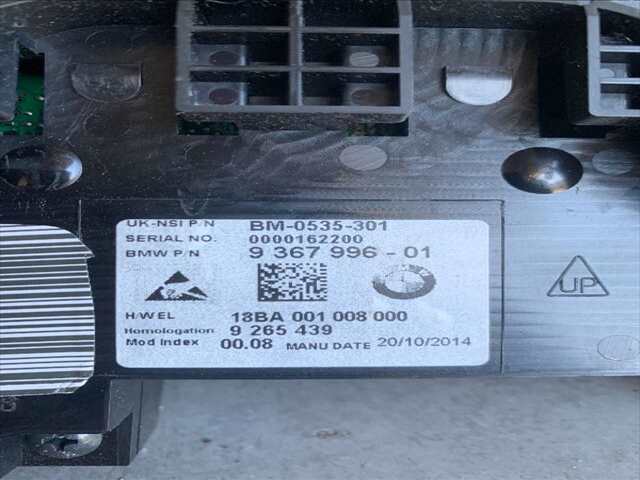 UK-NSI P/N BM-0535-301
SERIAL NO. 0000162200
BMW P/N 9 367 996 - 01
H/WEL 18BA 001 008 000
Homologation 9 265 439
Mod Index 00.08 MANU DATE 20/10/2014
UP